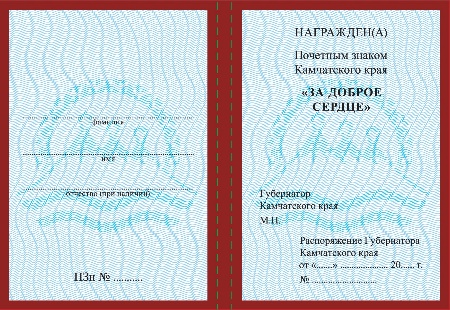 фамилия
имя
отчество (при наличии)
ПЗп № ...........
НАГРАЖДЕН(А)
Почетным знаком
Камчатского края
«ЗА ДОБРОЕ
СЕРДЦЕ»
Губернатор
Камчатского края
М.П.
Распоряжение Губернатора
Камчатского края
от «......» ..................... 20...... г.
№ ............................